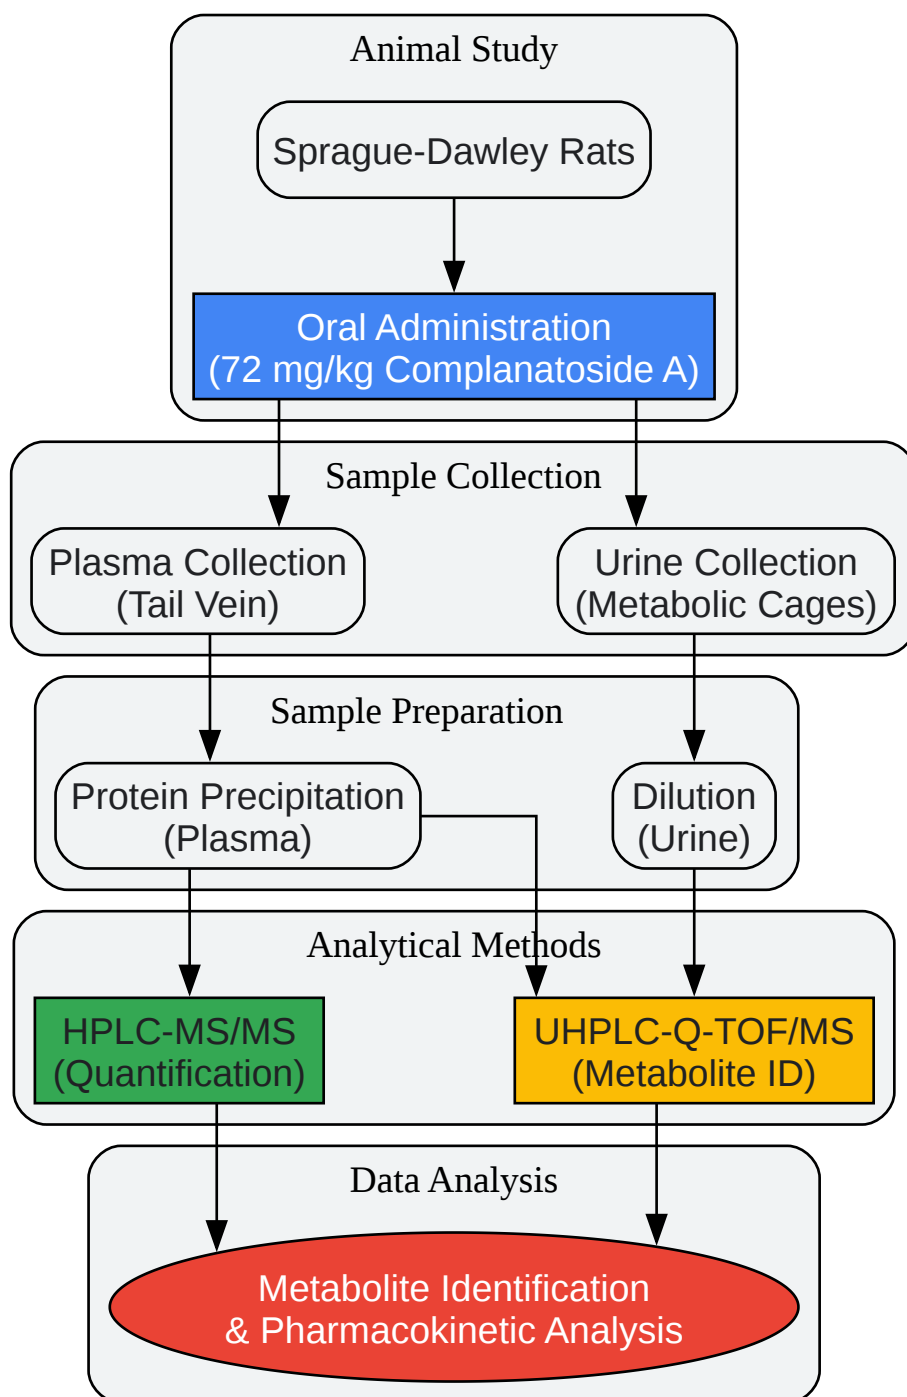 Animal Study
Sprague-Dawley Rats
Oral Administration
(72 mg/kg Complanatoside A)
Sample Collection
Plasma Collection
(Tail Vein)
Urine Collection
(Metabolic Cages)
Sample Preparation
Protein Precipitation
(Plasma)
Dilution
(Urine)
Analytical Methods
HPLC-MS/MS
(Quantification)
UHPLC-Q-TOF/MS
(Metabolite ID)
Data Analysis
Metabolite Identification
& Pharmacokinetic Analysis